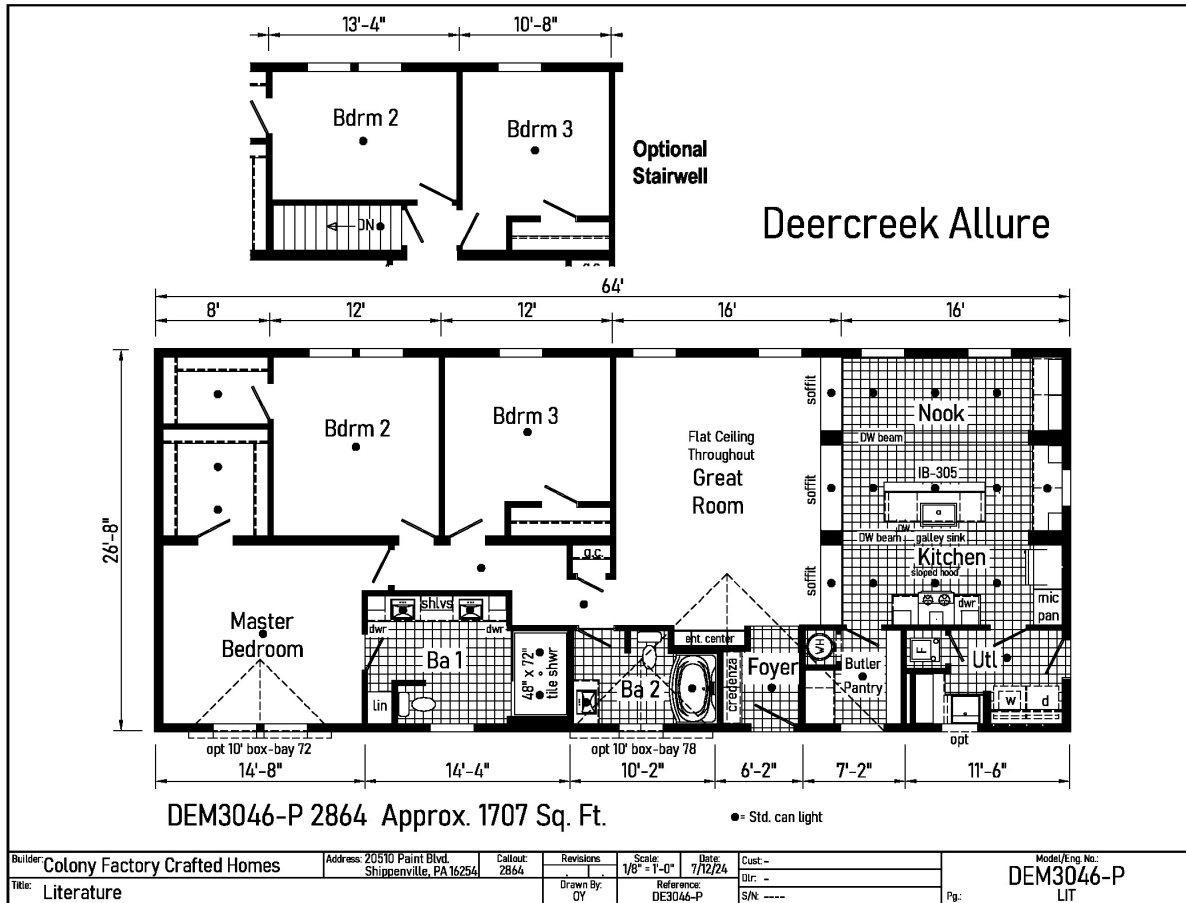 13'-4" 10'-8"
Bdrm 2
Bdrm 3
Optional
Stairwell
DN
Deercreek Allure
64'
8' 12' 12' 16' 16'
26'-8"
Bdrm 2
Bdrm 3
Flat Ceiling
Throughout
Great
Room
soffit
soffit
soffit
Nook
DW beam
IB-305
DW
DW beam galley sink
Kitchen
sloped hood
dwr
mic
pan
g.c.
Master
Bedroom
shlvs
dwr dwr
Ba 1
lin
48" x 72"
tile shwr
Ba 2
ent. center
credenza
Foyer
WH
Butler
Pantry
F
Utl
w d
opt
opt 10' box-bay 72
opt 10' box-bay 78
14'-8" 14'-4" 10'-2" 6'-2" 7'-2" 11'-6"
DEM3046-P 2864 Approx. 1707 Sq. Ft.
●= Std. can light
Builder: Colony Factory Crafted Homes
Address: 20510 Paint Blvd.
Shippenville, PA 16254
Callout:
2864
Revisions
Scale:
1/8" = 1'-0"
Date:
7/12/24
Cust: -
Dlr: -
S/N: ----
Model/Eng. No.:
DEM3046-P
Title: Literature
Drawn By:
OY
Reference:
DE3046-P
Pg.: LIT